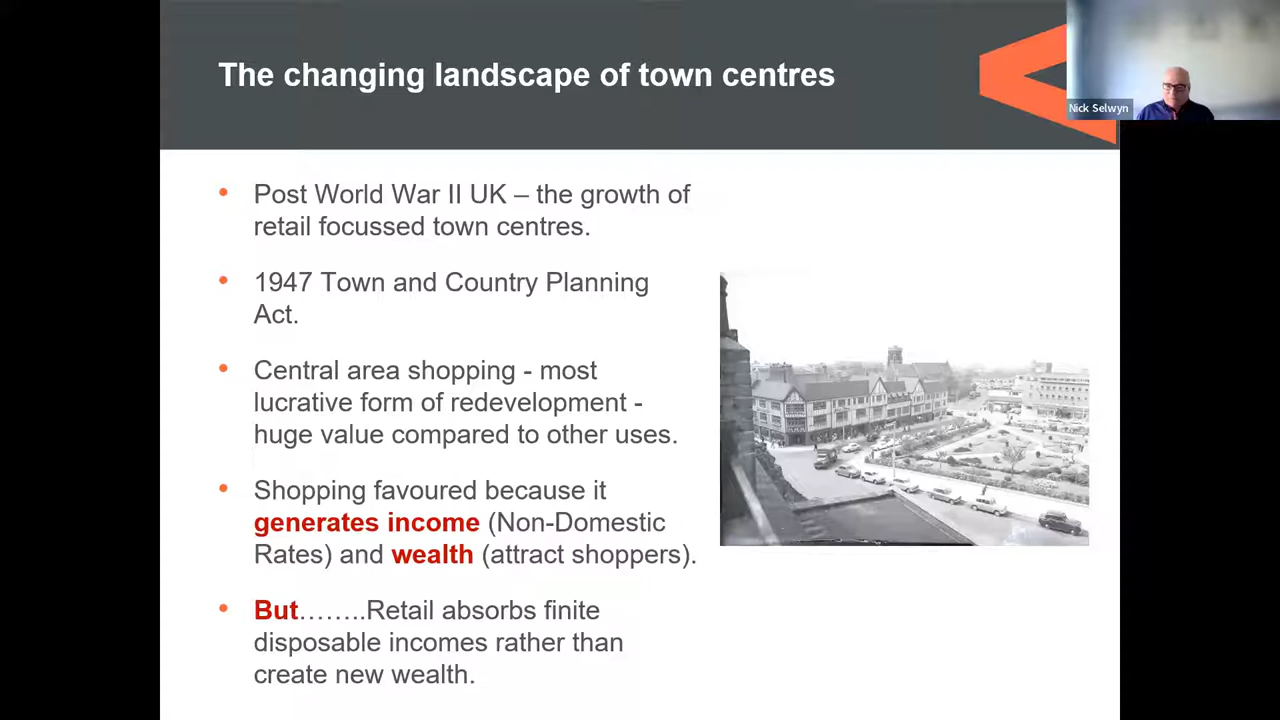 The changing landscape of town centres
Nick Selwyn
• Post World War II UK – the growth of
retail focussed town centres.
• 1947 Town and Country Planning
Act.
• Central area shopping - most
lucrative form of redevelopment -
huge value compared to other uses.
• Shopping favoured because it
generates income (Non-Domestic
Rates) and wealth (attract shoppers).
• But……..Retail absorbs finite
disposable incomes rather than
create new wealth.